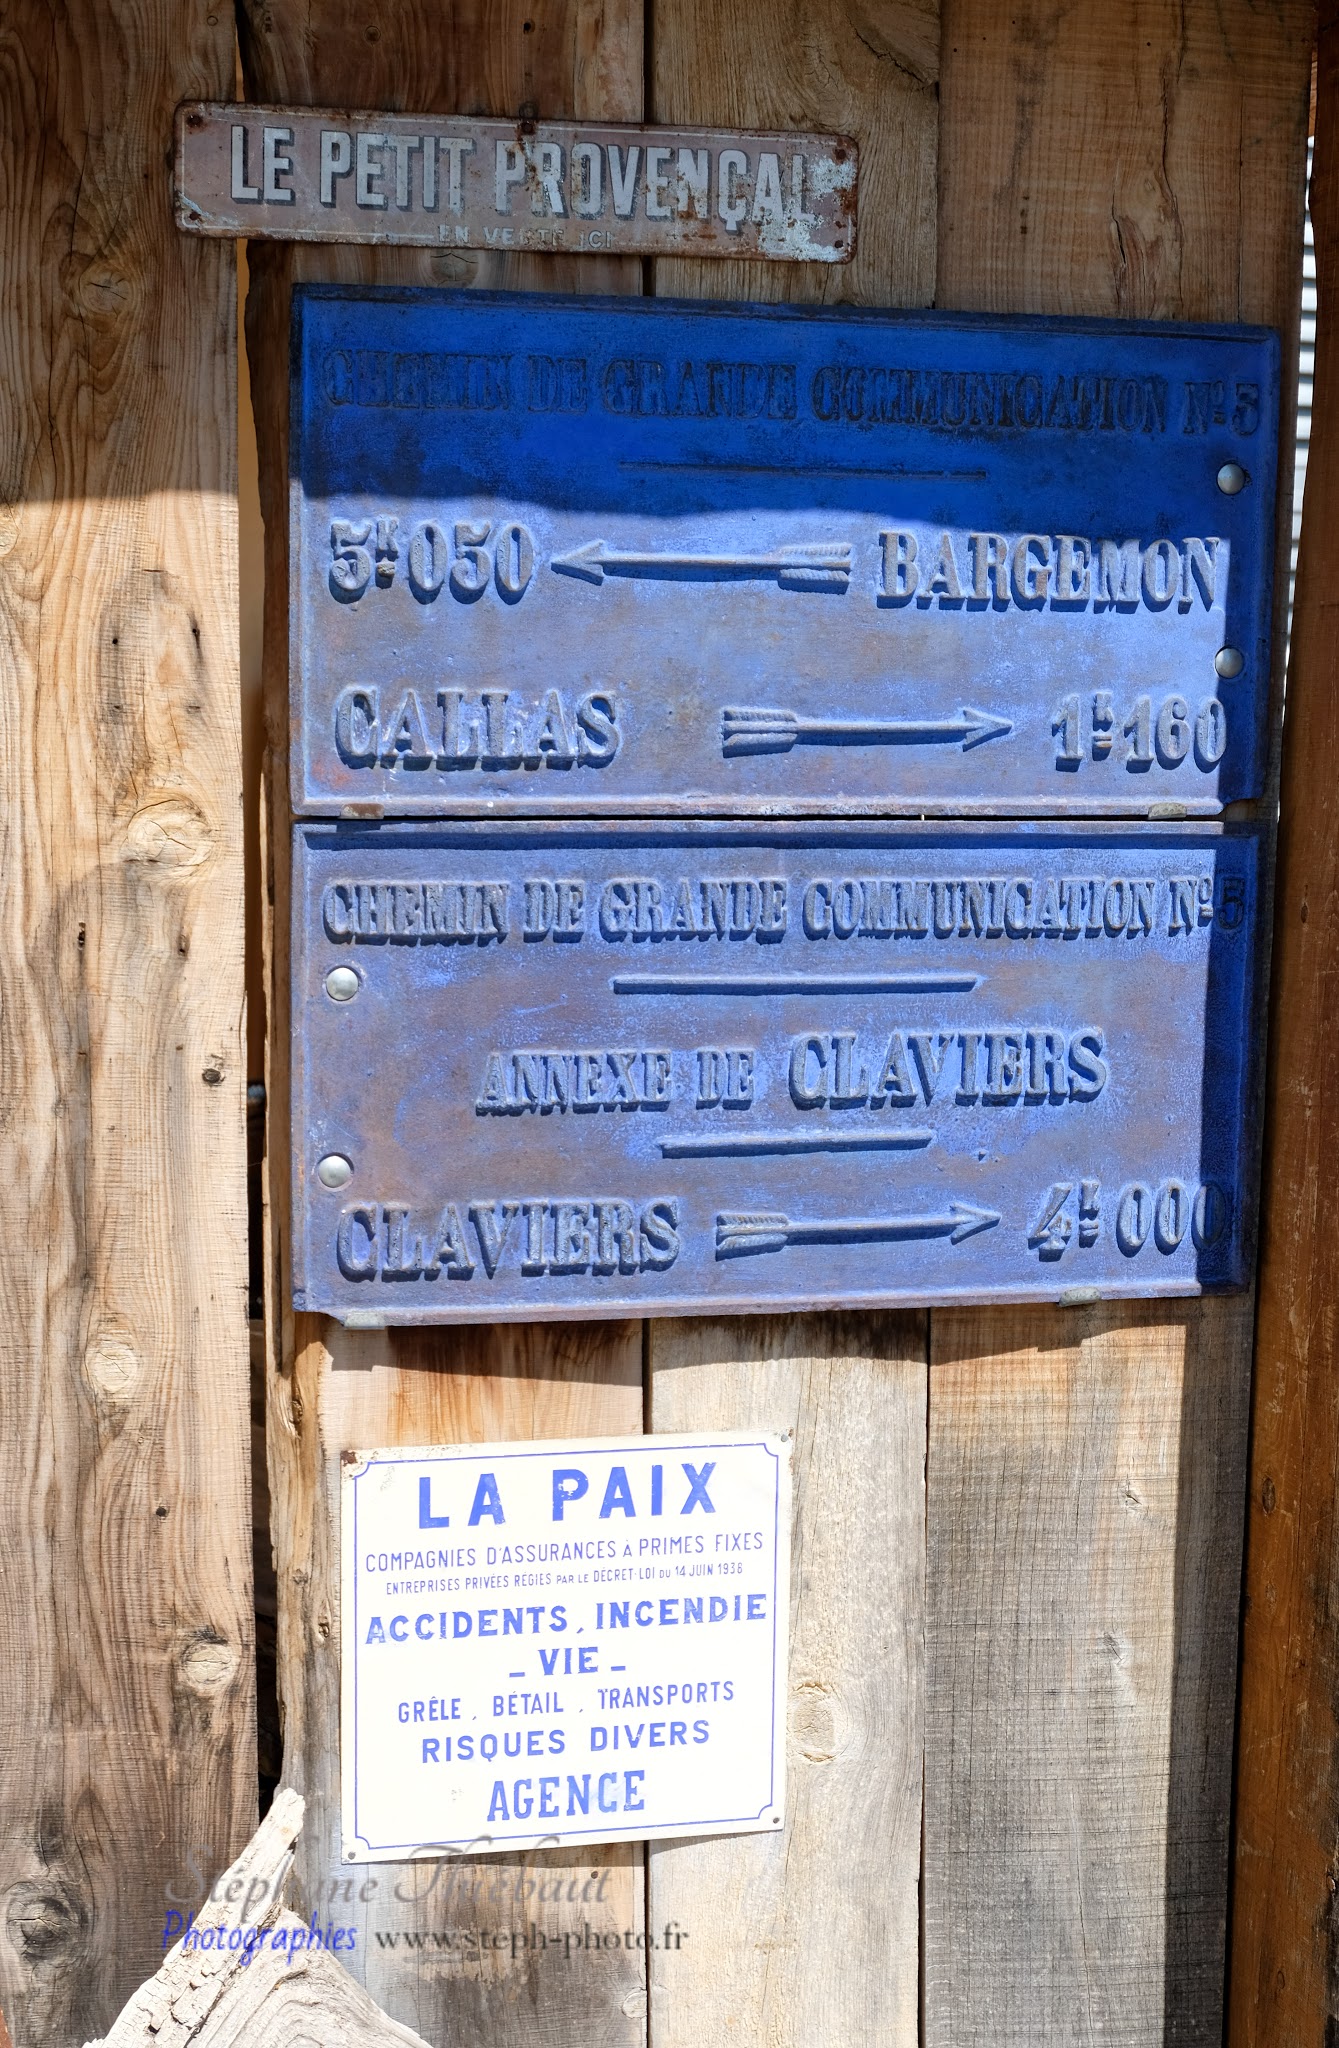 LE PETIT PROVENÇAL
EN VENTE ICI
CHEMIN DE GRANDE COMMUNICATION Nº 5
5K 050 BARGEMON
CALLAS 1K 160
CHEMIN DE GRANDE COMMUNICATION Nº 5
ANNEXE DE CLAVIERS
CLAVIERS 4K 000
LA PAIX
COMPAGNIES D'ASSURANCES À PRIMES FIXES
ENTREPRISES PRIVÉES RÉGIES PAR LE DÉCRET-LOI DU 14 JUIN 1938
ACCIDENTS, INCENDIE
- VIE -
GRÊLE, BÉTAIL, TRANSPORTS
RISQUES DIVERS
AGENCE
Stéphane Thiébaut
Photographies www.steph-photo.fr